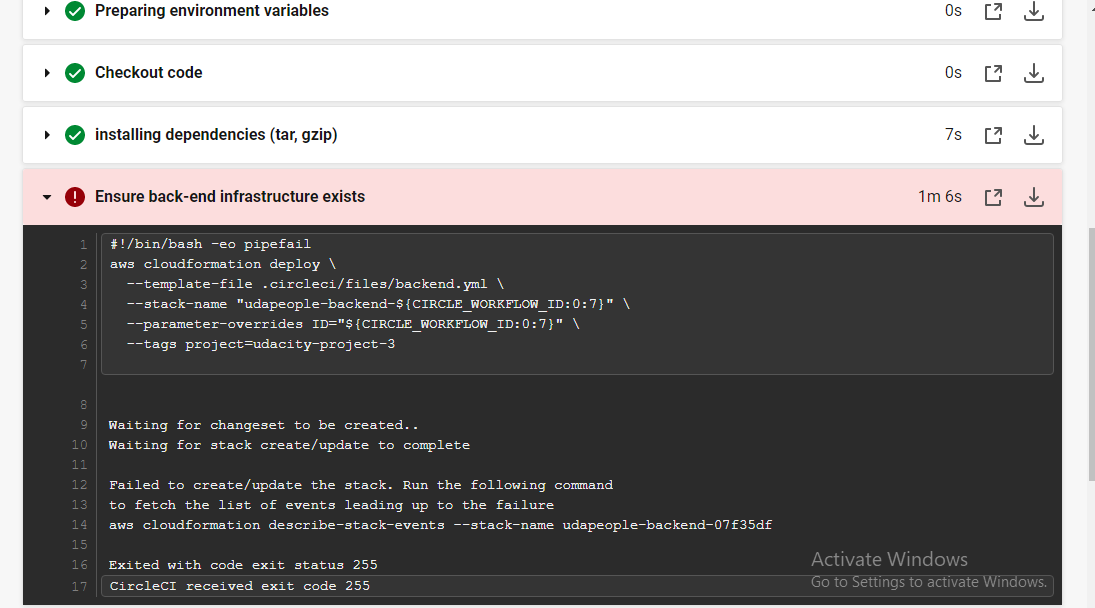 Preparing environment variables 0s
Checkout code 0s
installing dependencies (tar, gzip) 7s
! Ensure back-end infrastructure exists 1m 6s
1 #!/bin/bash -eo pipefail
2 aws cloudformation deploy \
3   --template-file .circleci/files/backend.yml \
4   --stack-name "udapeople-backend-${CIRCLE_WORKFLOW_ID:0:7}" \
5   --parameter-overrides ID="${CIRCLE_WORKFLOW_ID:0:7}" \
6   --tags project=udacity-project-3
7
8
9 Waiting for changeset to be created..
10 Waiting for stack create/update to complete
11
12 Failed to create/update the stack. Run the following command
13 to fetch the list of events leading up to the failure
14 aws cloudformation describe-stack-events --stack-name udapeople-backend-07f35df
15
16 Exited with code exit status 255
17 CircleCI received exit code 255
Activate Windows
Go to Settings to activate Windows.